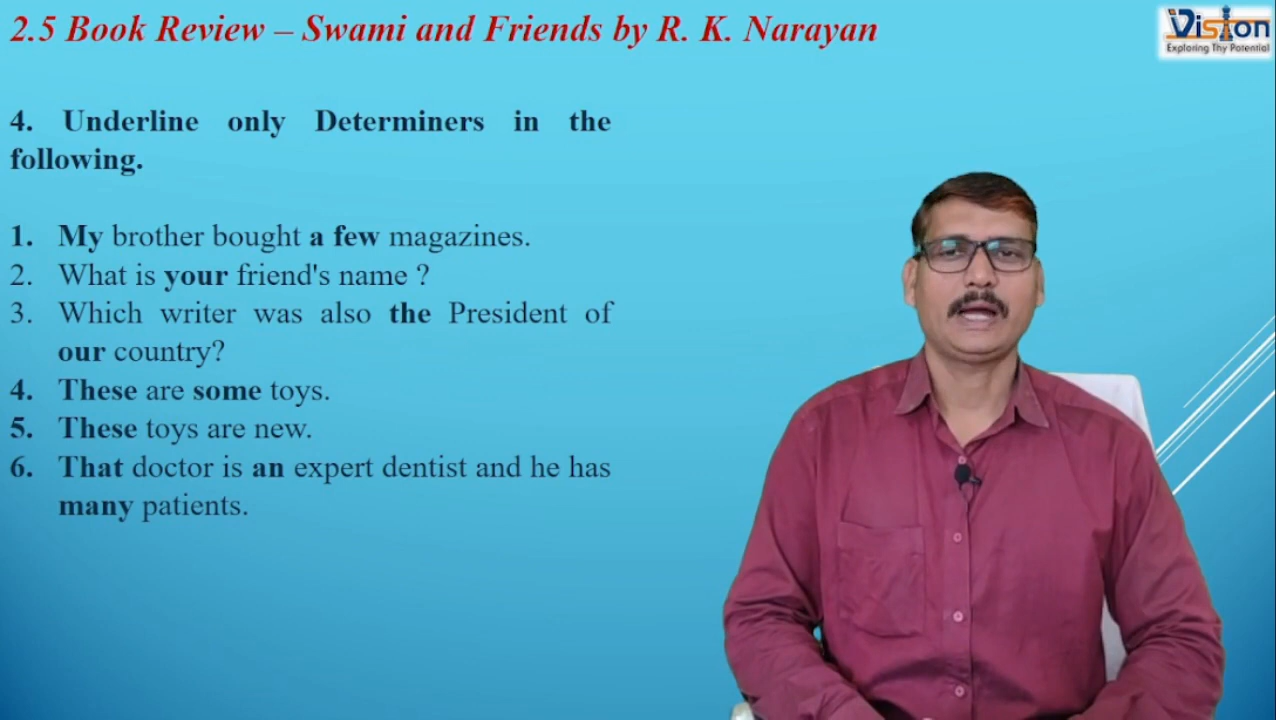 2.5 Book Review – Swami and Friends by R. K. Narayan
Vision
Exploring Thy Potential
4. Underline only Determiners in the
following.
1. My brother bought a few magazines.
2. What is your friend's name ?
3. Which writer was also the President of
our country?
4. These are some toys.
5. These toys are new.
6. That doctor is an expert dentist and he has
many patients.